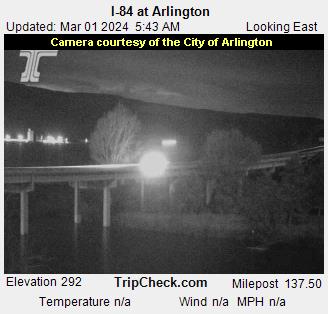 I-84 at Arlington
Updated: Mar 01 2024 5:43 AM Looking East
Camera courtesy of the City of Arlington
Elevation 292 TripCheck.com Milepost 137.50
Temperature n/a Wind n/a MPH n/a